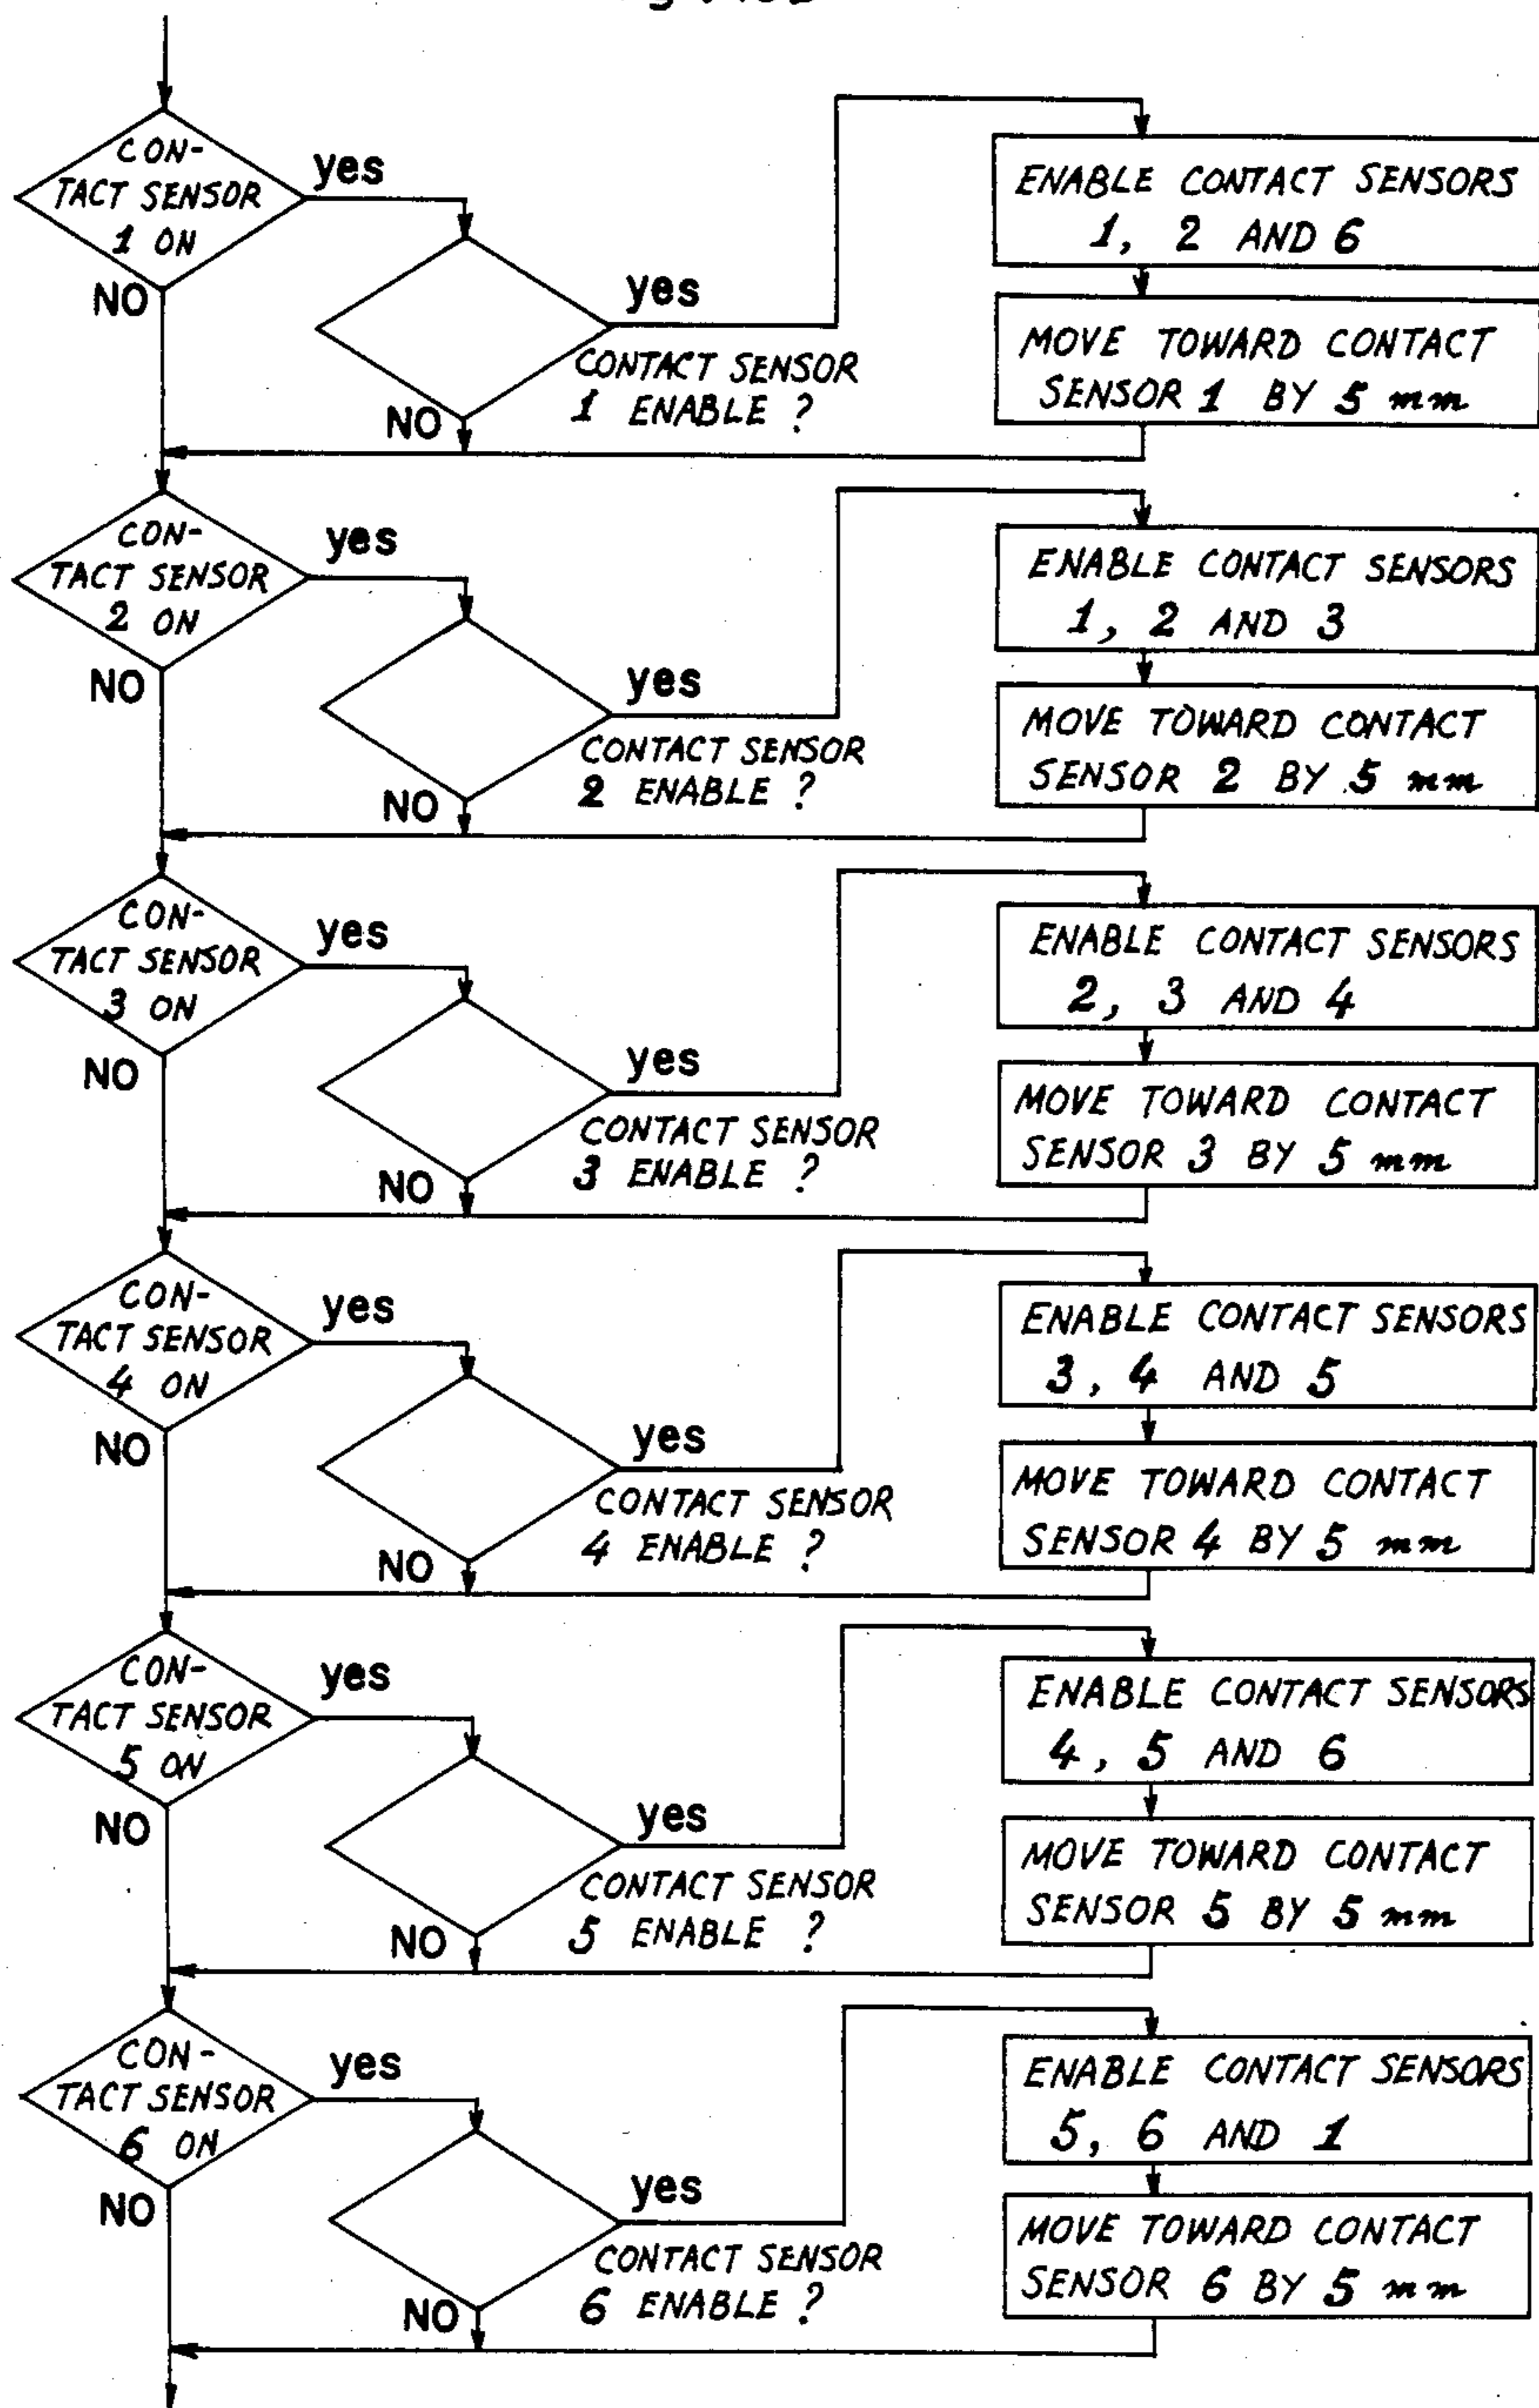 CON-
TACT SENSOR
1 ON
yes
NO
yes
CONTACT SENSOR
1 ENABLE ?
NO
ENABLE CONTACT SENSORS
1, 2 AND 6
MOVE TOWARD CONTACT
SENSOR 1 BY 5 mm
CON-
TACT SENSOR
2 ON
yes
NO
yes
CONTACT SENSOR
2 ENABLE ?
NO
ENABLE CONTACT SENSORS
1, 2 AND 3
MOVE TOWARD CONTACT
SENSOR 2 BY 5 mm
CON-
TACT SENSOR
3 ON
yes
NO
yes
CONTACT SENSOR
3 ENABLE ?
NO
ENABLE CONTACT SENSORS
2, 3 AND 4
MOVE TOWARD CONTACT
SENSOR 3 BY 5 mm
CON-
TACT SENSOR
4 ON
yes
NO
yes
CONTACT SENSOR
4 ENABLE ?
NO
ENABLE CONTACT SENSORS
3, 4 AND 5
MOVE TOWARD CONTACT
SENSOR 4 BY 5 mm
CON-
TACT SENSOR
5 ON
yes
NO
yes
CONTACT SENSOR
5 ENABLE ?
NO
ENABLE CONTACT SENSORS
4, 5 AND 6
MOVE TOWARD CONTACT
SENSOR 5 BY 5 mm
CON-
TACT SENSOR
6 ON
yes
NO
yes
CONTACT SENSOR
6 ENABLE ?
NO
ENABLE CONTACT SENSORS
5, 6 AND 1
MOVE TOWARD CONTACT
SENSOR 6 BY 5 mm